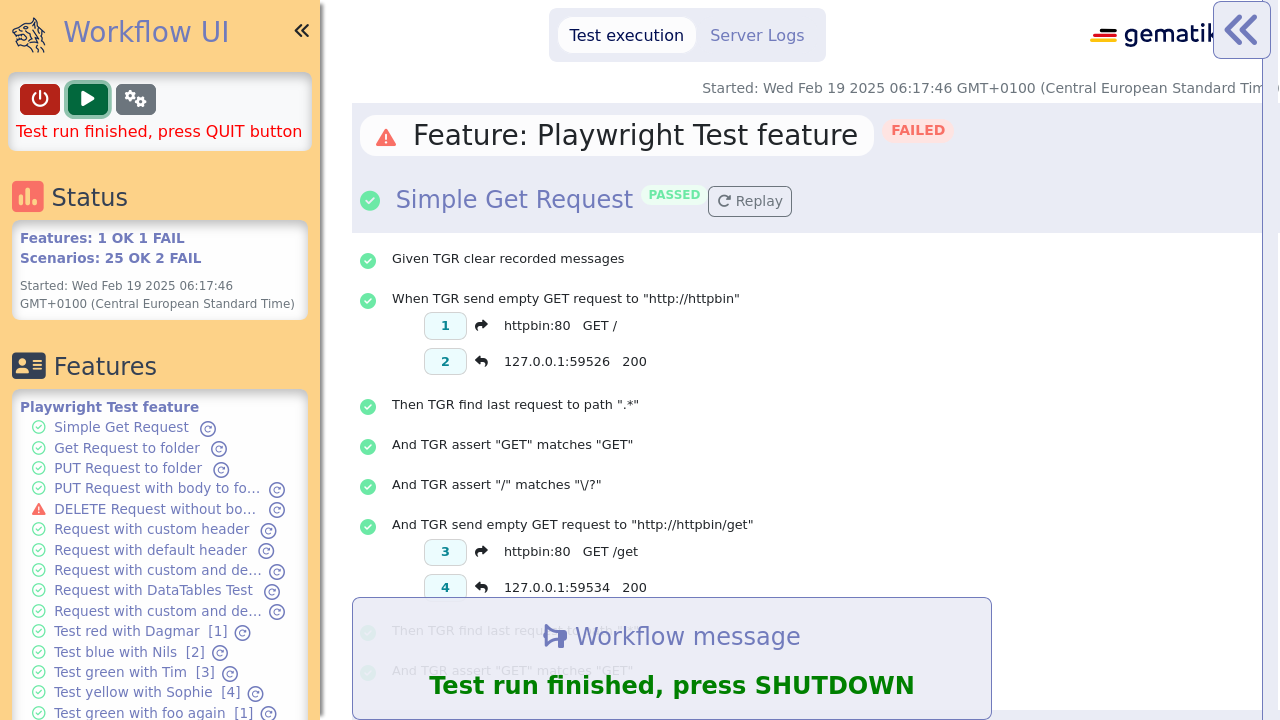 Workflow UI
Test run finished, press QUIT button
Status
Features: 1 OK 1 FAIL
Scenarios: 25 OK 2 FAIL
Started: Wed Feb 19 2025 06:17:46
GMT+0100 (Central European Standard Time)
Features
Playwright Test feature
Simple Get Request
Get Request to folder
PUT Request to folder
PUT Request with body to fo...
DELETE Request without bo...
Request with custom header
Request with default header
Request with custom and de...
Request with DataTables Test
Request with custom and de...
Test red with Dagmar [1]
Test blue with Nils [2]
Test green with Tim [3]
Test yellow with Sophie [4]
Test green with foo again [1]
Test execution
Server Logs
gematik
Started: Wed Feb 19 2025 06:17:46 GMT+0100 (Central European Standard Tim
Feature: Playwright Test feature FAILED
Simple Get Request PASSED Replay
Given TGR clear recorded messages
When TGR send empty GET request to "http://httpbin"
1 httpbin:80 GET /
2 127.0.0.1:59526 200
Then TGR find last request to path ".*"
And TGR assert "GET" matches "GET"
And TGR assert "/" matches "\/?"
And TGR send empty GET request to "http://httpbin/get"
3 httpbin:80 GET /get
4 127.0.0.1:59534 200
Then TGR find last request to path
And TGR assert "GET" matches "GET"
Workflow message
Test run finished, press SHUTDOWN